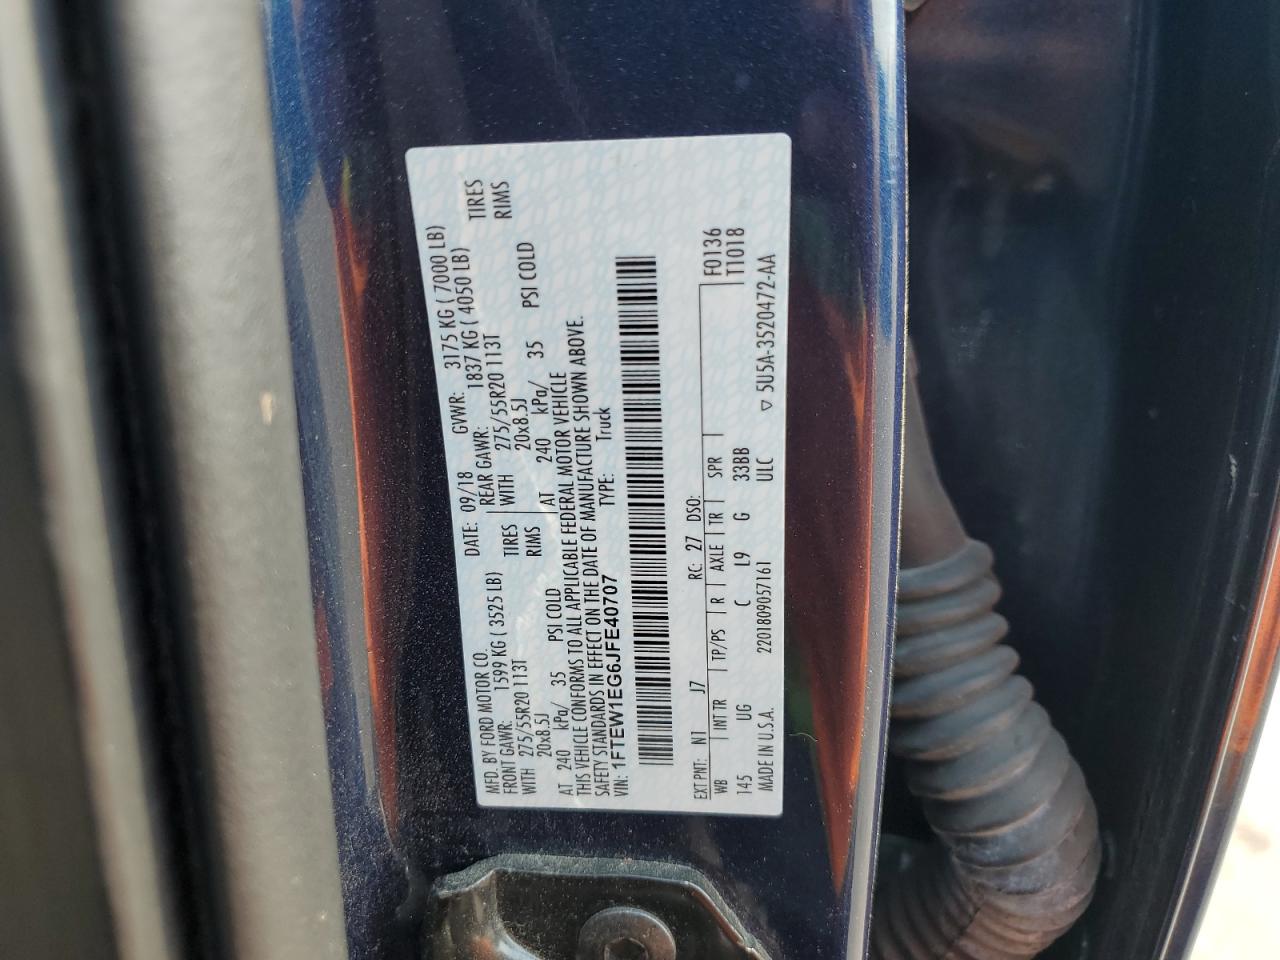 MFD. BY FORD MOTOR CO.
DATE: 09/18 GVWR: 3175 KG ( 7000 LB)
FRONT GAWR: 1599 KG ( 3525 LB)
REAR GAWR: 1837 KG ( 4050 LB)
WITH 275/55R20 113T TIRES
WITH 275/55R20 113T TIRES
20x8.5J RIMS
20x8.5J RIMS
AT 240 kPa/ 35 PSI COLD
AT 240 kPa/ 35 PSI COLD
THIS VEHICLE CONFORMS TO ALL APPLICABLE FEDERAL MOTOR VEHICLE
SAFETY STANDARDS IN EFFECT ON THE DATE OF MANUFACTURE SHOWN ABOVE.
VIN: 1FTEW1EG6JFE40707 TYPE: Truck
F0136
EXT PNT: N1 J7 RC: 27 DSO: T1018
WB INT TR TP/PS R AXLE TR SPR
145 UG C L9 G 33BB
MADE IN U.S.A. 220180905716 ULC ▽ 5U5A-3520472-AA